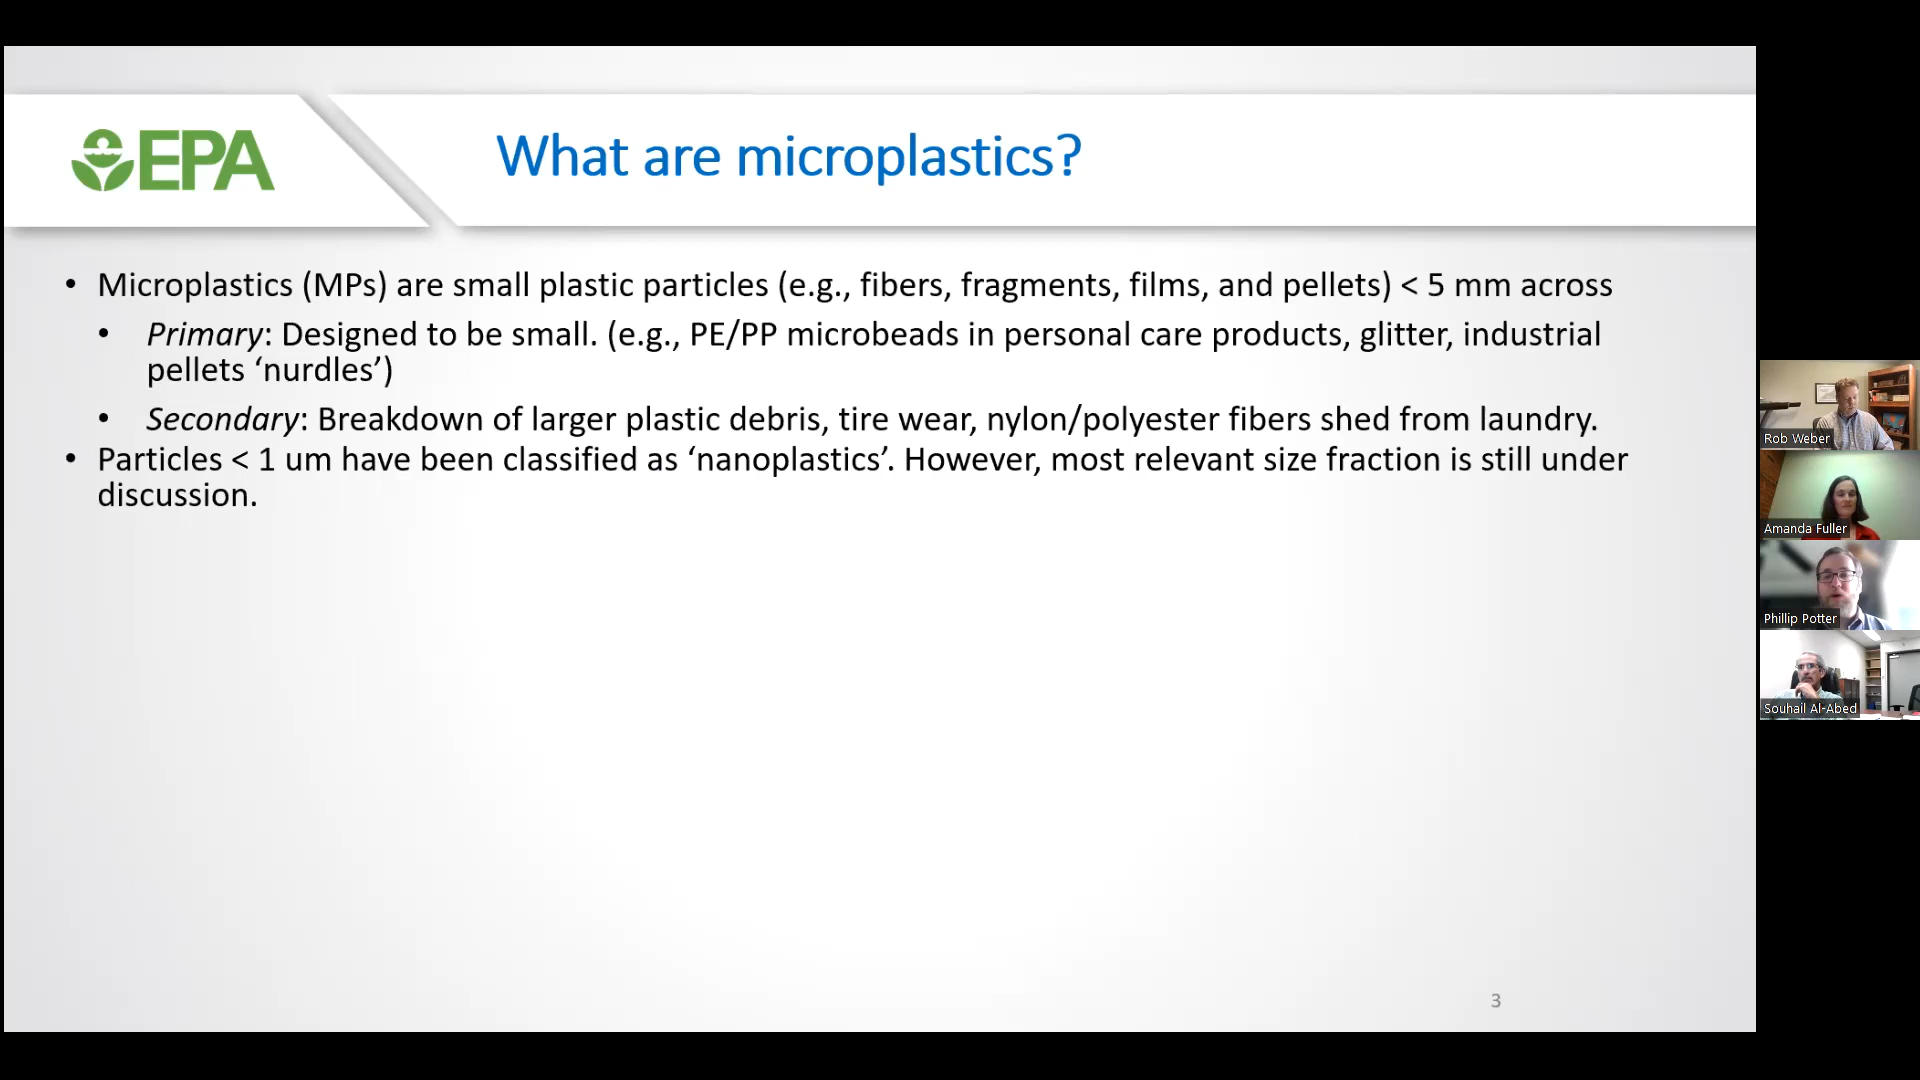 EPA
What are microplastics?
• Microplastics (MPs) are small plastic particles (e.g., fibers, fragments, films, and pellets) < 5 mm across
• Primary: Designed to be small. (e.g., PE/PP microbeads in personal care products, glitter, industrial
pellets ‘nurdles’)
• Secondary: Breakdown of larger plastic debris, tire wear, nylon/polyester fibers shed from laundry.
• Particles < 1 um have been classified as ‘nanoplastics’. However, most relevant size fraction is still under
discussion.
3
Rob Weber
Amanda Fuller
Phillip Potter
Souhail Al-Abed